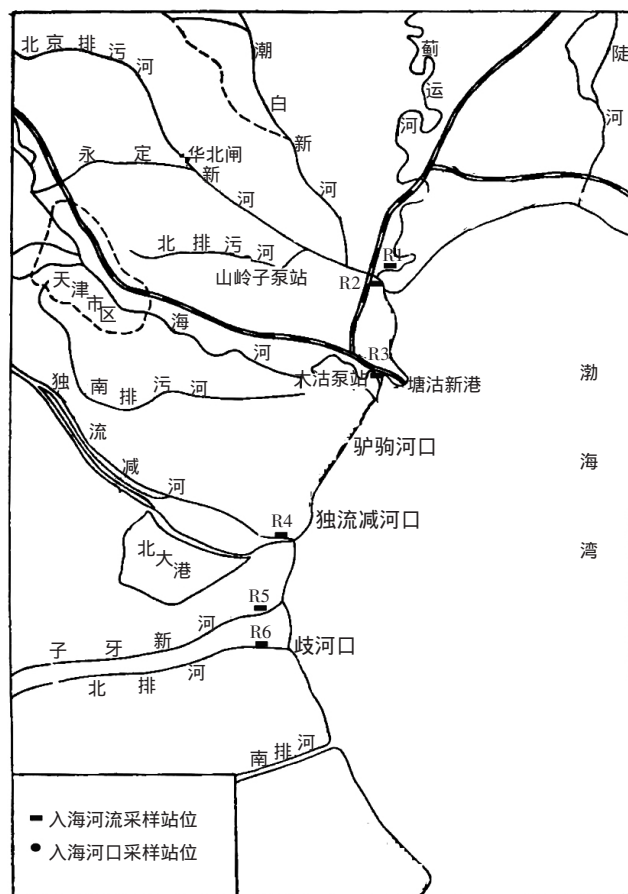 北京排污河
潮白新河
蓟运河
陡河
永定新河
华北闸
北排污河
山岭子泵站
R1
R2
天津市区
海河
R3
大沽泵站
塘沽新港
南排污河
独流减河
驴驹河口
渤海湾
R4
独流减河口
北大港
R5
子牙新河
R6
歧河口
北排河
南排河
入海河流采样站位
入海河口采样站位